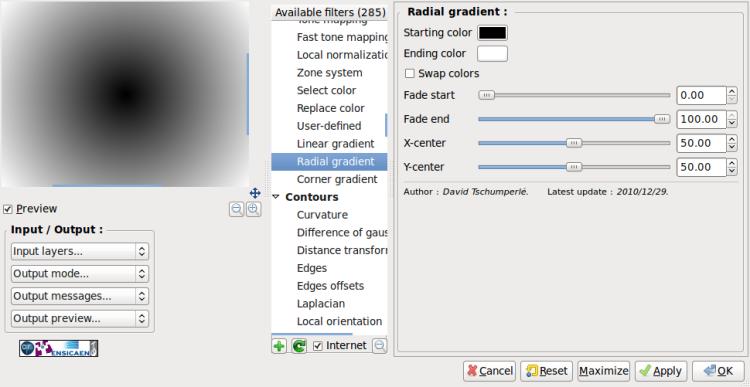 Available filters (285)
Fast tone mapping
Local normalizatio
Zone system
Select color
Replace color
User-defined
Linear gradient
Radial gradient
Corner gradient
Contours
Curvature
Difference of gaus
Distance transfor
Edges
Edges offsets
Laplacian
Local orientation
Internet
Preview
Input / Output :
Input layers...
Output mode...
Output messages...
Output preview...
ENSICAEN
Radial gradient :
Starting color
Ending color
Swap colors
Fade start 0.00
Fade end 100.00
X-center 50.00
Y-center 50.00
Author : David Tschumperlé. Latest update : 2010/12/29.
Cancel Reset Maximize Apply OK